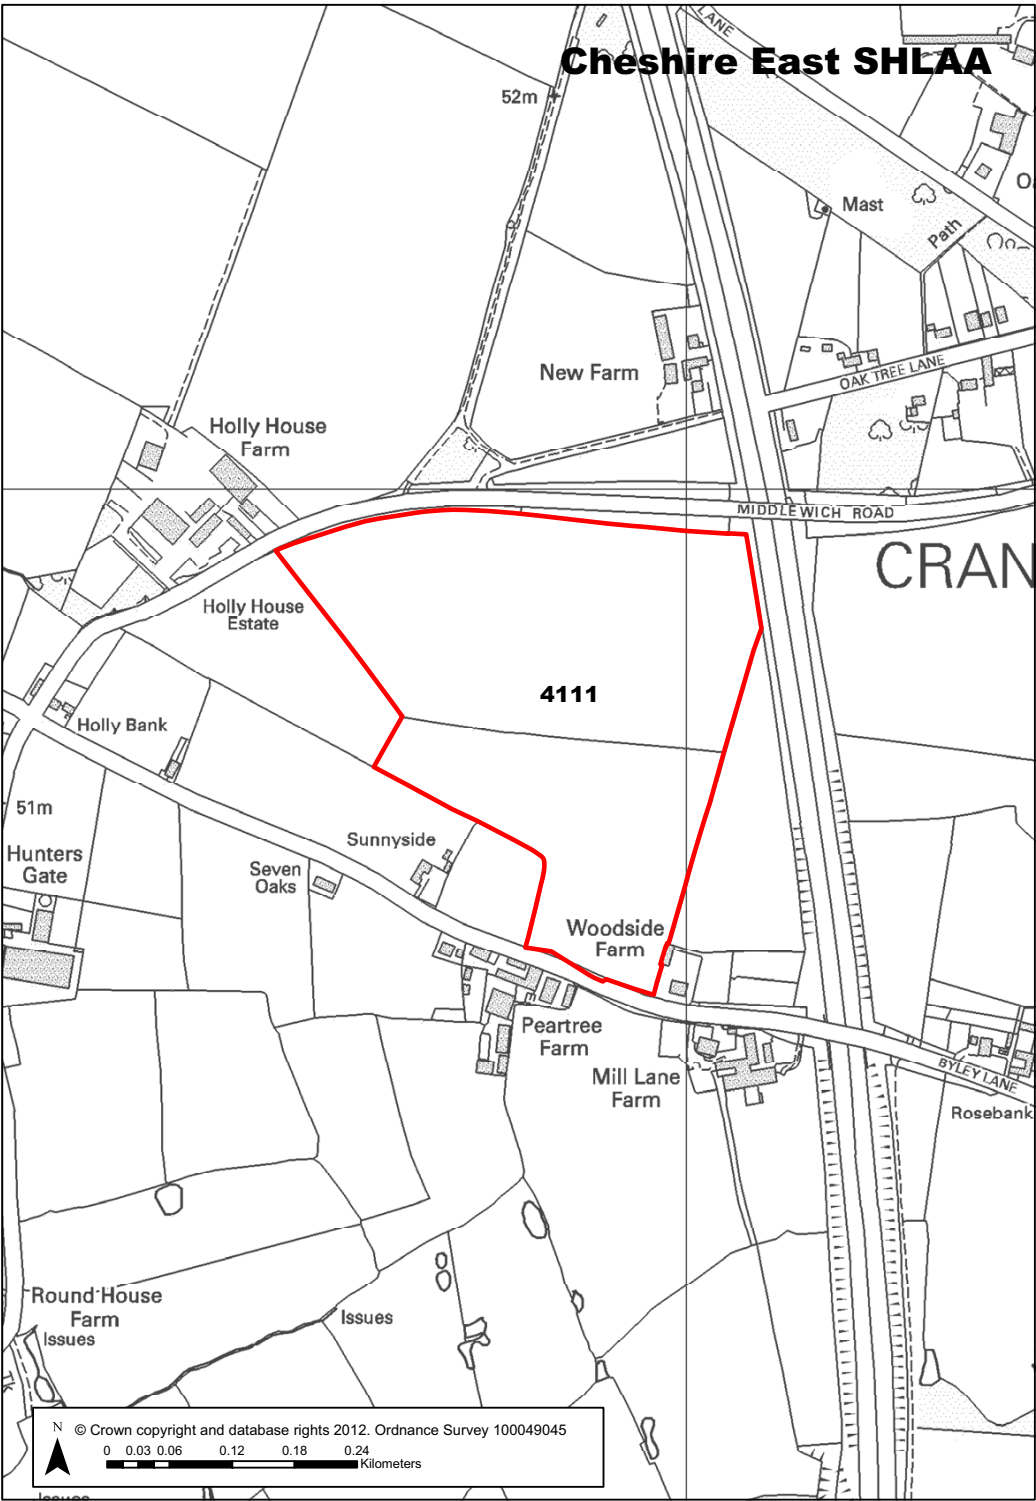 LANE
Cheshire East SHLAA
52m
Mast
Path
New Farm
OAK TREE LANE
Holly House
Farm
MIDDLEWICH ROAD
CRAN
Holly House
Estate
4111
Holly Bank
51m
Hunters
Gate
Sunnyside
Seven
Oaks
Woodside
Farm
Peartree
Farm
Mill Lane
Farm
BYLEY LANE
Rosebank
Round House
Farm
Issues
Issues
N
© Crown copyright and database rights 2012. Ordnance Survey 100049045
0 0.03 0.06 0.12 0.18 0.24
Kilometers